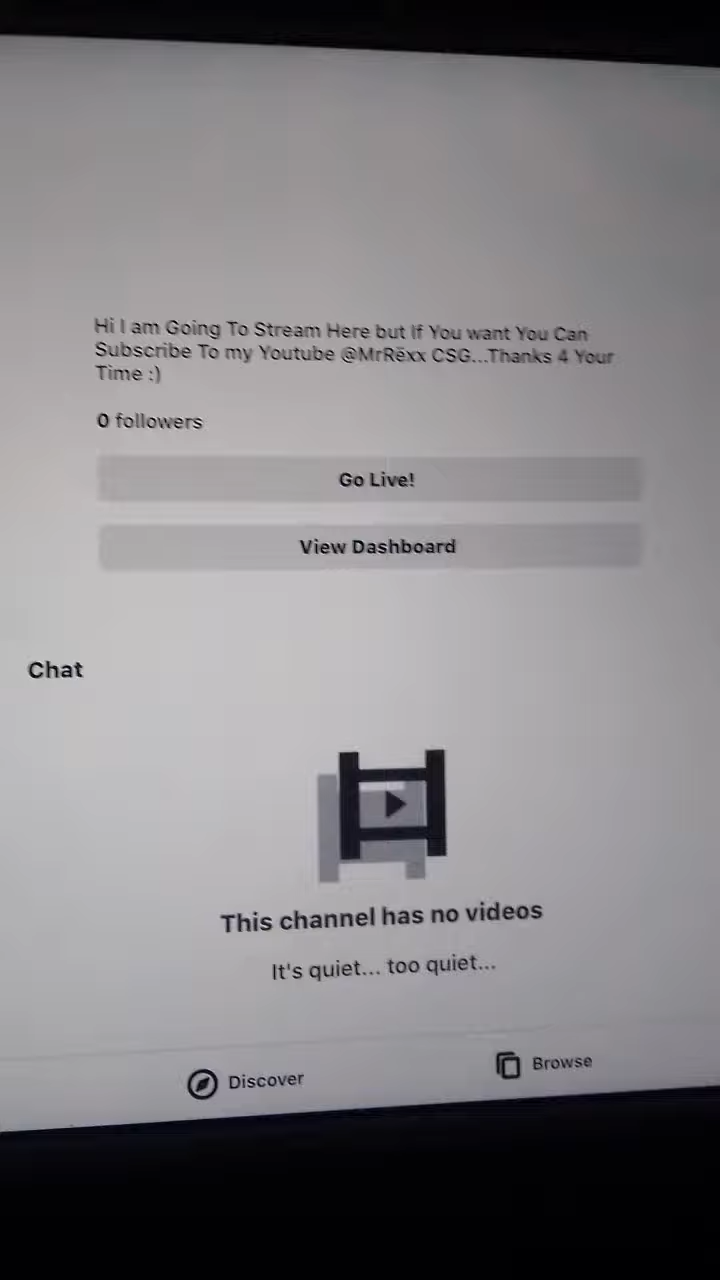 Hi I am Going To Stream Here but If You want You Can
Subscribe To my Youtube @MrRëxx CSG...Thanks 4 Your
Time :)
0 followers
Go Live!
View Dashboard
Chat
This channel has no videos
It's quiet... too quiet...
Discover
Browse